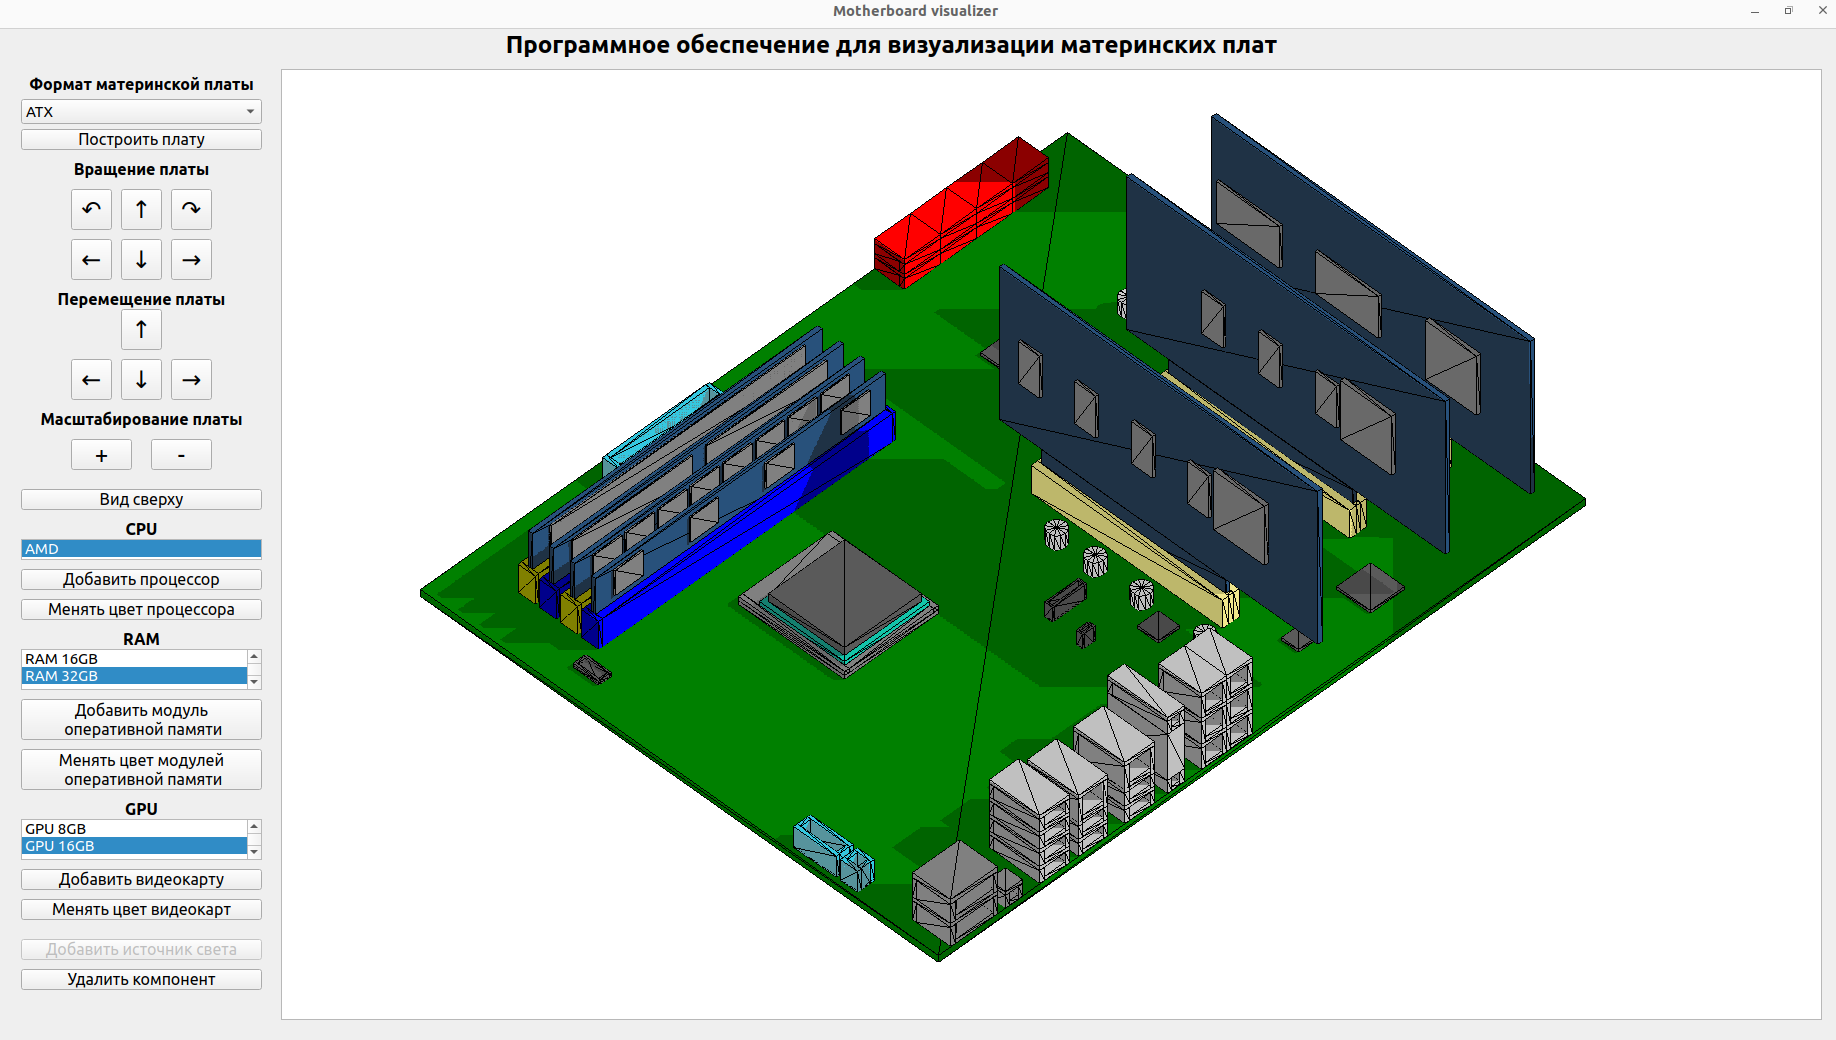 Motherboard visualizer
Программное обеспечение для визуализации материнских плат
Формат материнской платы
ATX
Построить плату
Вращение платы
↶ ↑ ↷
← ↓ →
Перемещение платы
↑
← ↓ →
Масштабирование платы
+ -
Вид сверху
CPU
AMD
Добавить процессор
Менять цвет процессора
RAM
RAM 16GB
RAM 32GB
Добавить модуль
оперативной памяти
Менять цвет модулей
оперативной памяти
GPU
GPU 8GB
GPU 16GB
Добавить видеокарту
Менять цвет видеокарт
Добавить источник света
Удалить компонент